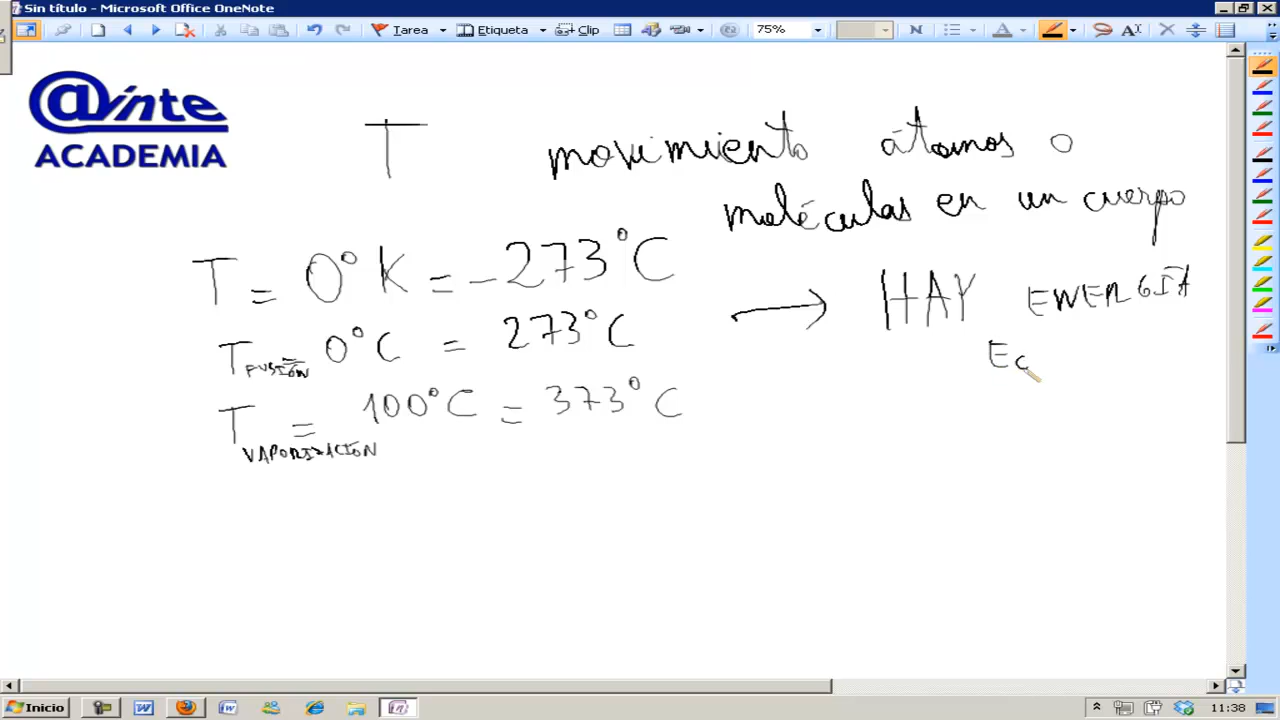 Sin título - Microsoft Office OneNote
Tarea Etiqueta Clip 75% N A
@inte
ACADEMIA
T movimiento átomos o
moléculas en un cuerpo
T = 0°K = -273°C
HAY ENERGÍA
T FUSIÓN = 0°C = 273°C
Ec
T VAPORIZACIÓN = 100°C = 373°C
Inicio 11:38